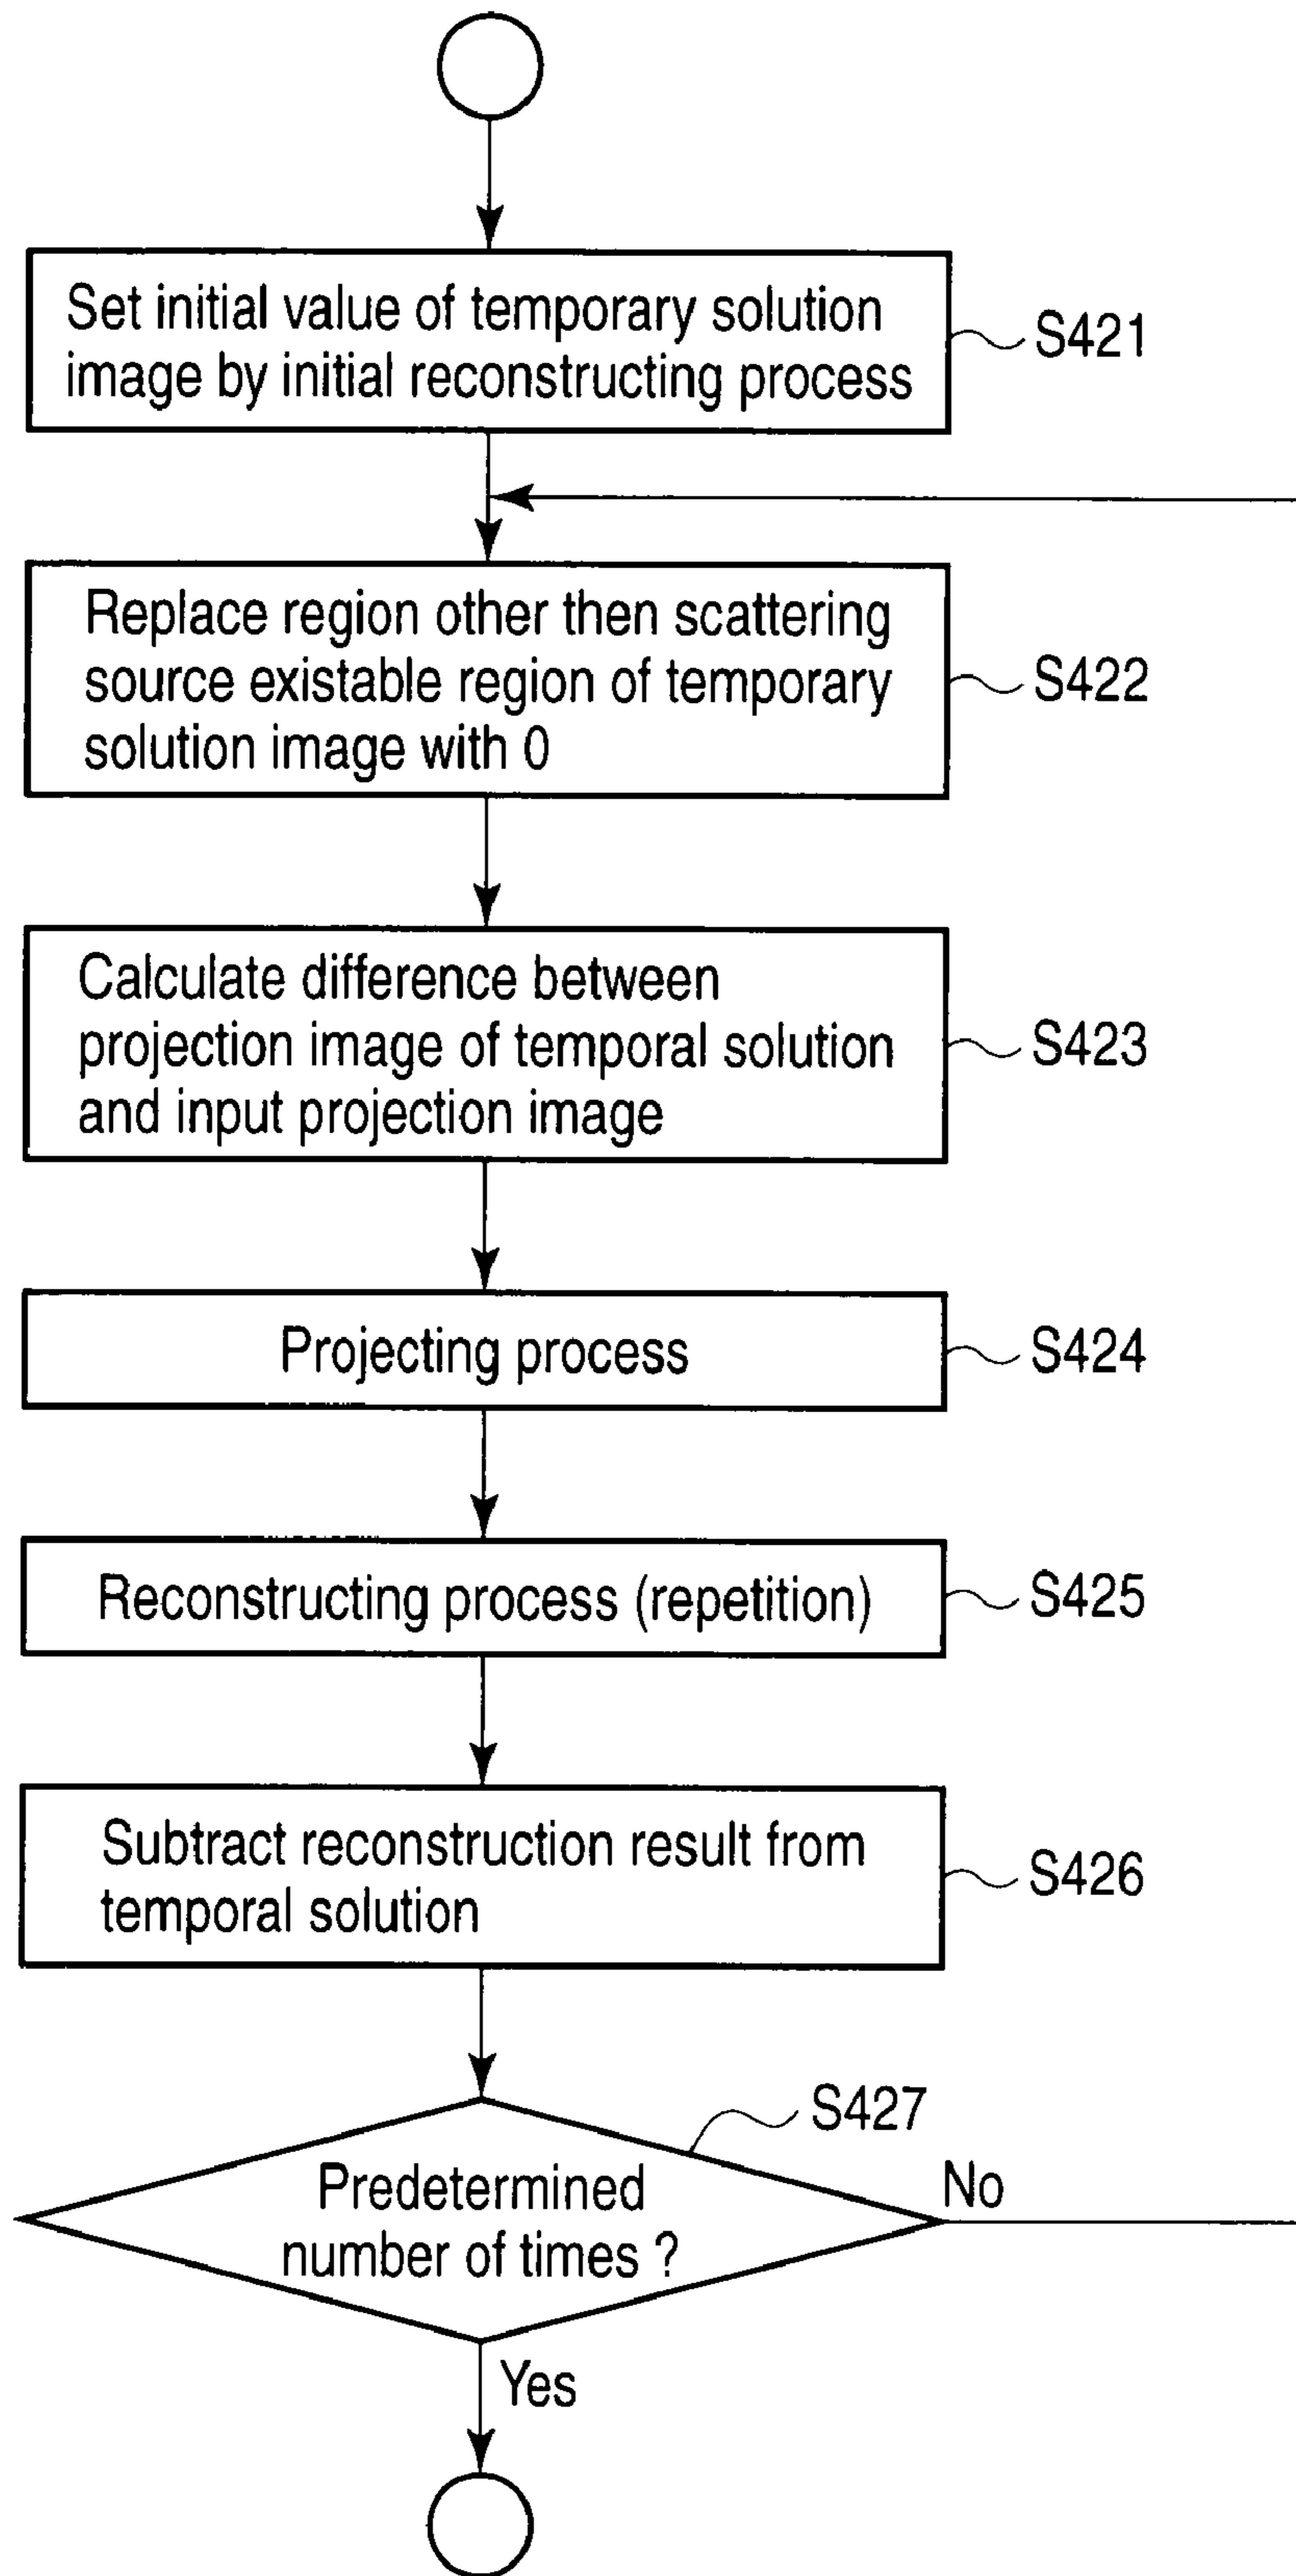 Set initial value of temporary solution
image by initial reconstructing process
S421
Replace region other then scattering
source existable region of temporary
solution image with 0
S422
Calculate difference between
projection image of temporal solution
and input projection image
S423
Projecting process
S424
Reconstructing process (repetition)
S425
Subtract reconstruction result from
temporal solution
S426
S427
Predetermined
number of times ?
No
Yes